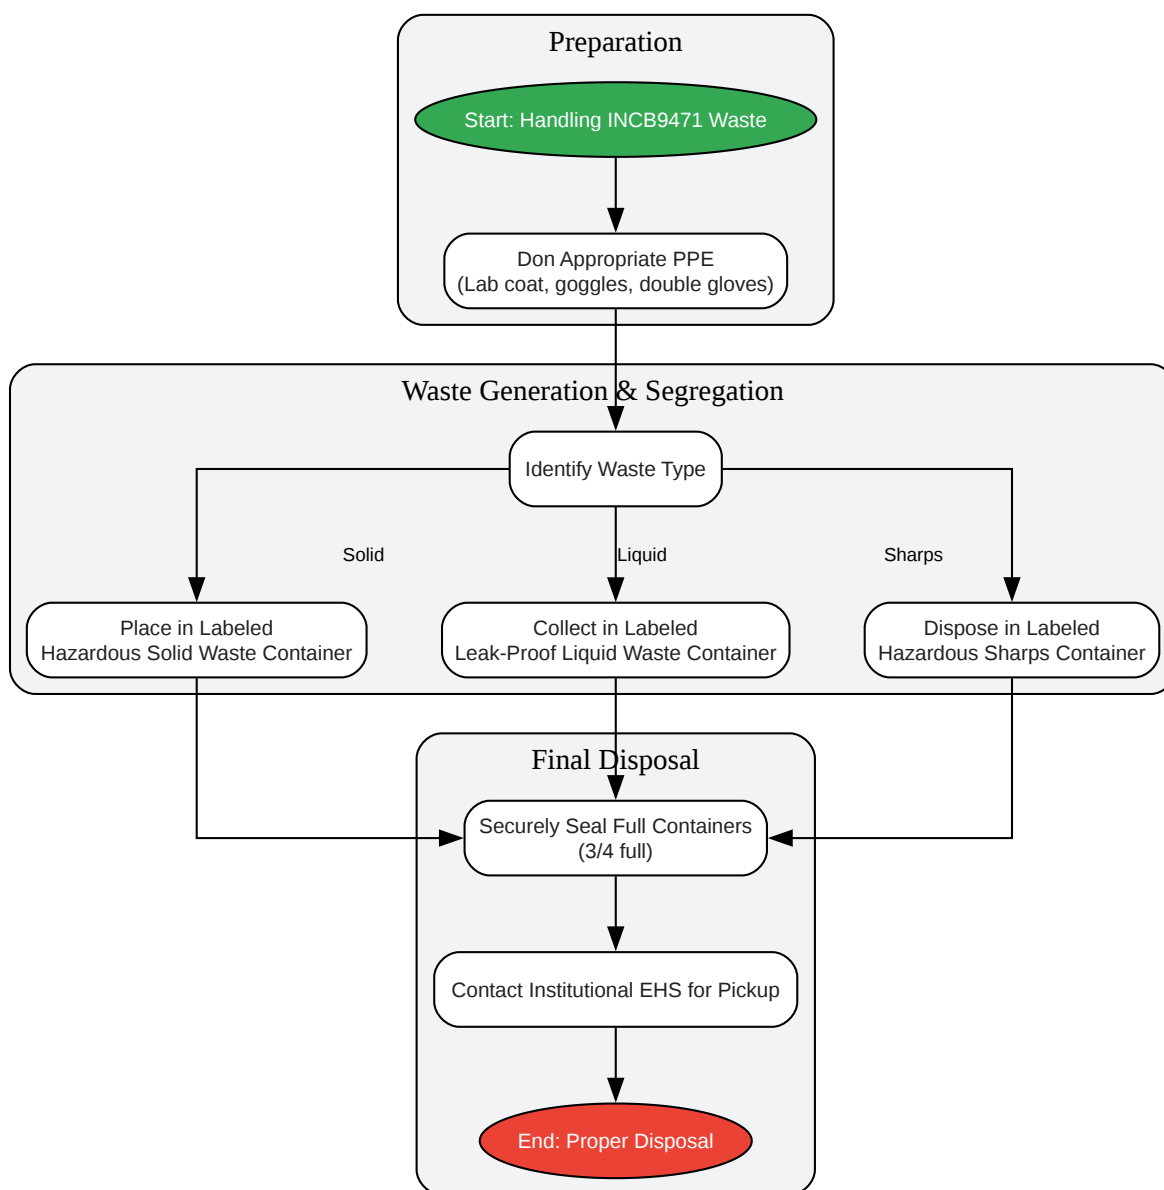 Preparation
Start: Handling INCB9471 Waste
Don Appropriate PPE
(Lab coat, goggles, double gloves)
Waste Generation & Segregation
Identify Waste Type
Solid
Liquid
Sharps
Place in Labeled
Hazardous Solid Waste Container
Collect in Labeled
Leak-Proof Liquid Waste Container
Dispose in Labeled
Hazardous Sharps Container
Final Disposal
Securely Seal Full Containers
(3/4 full)
Contact Institutional EHS for Pickup
End: Proper Disposal